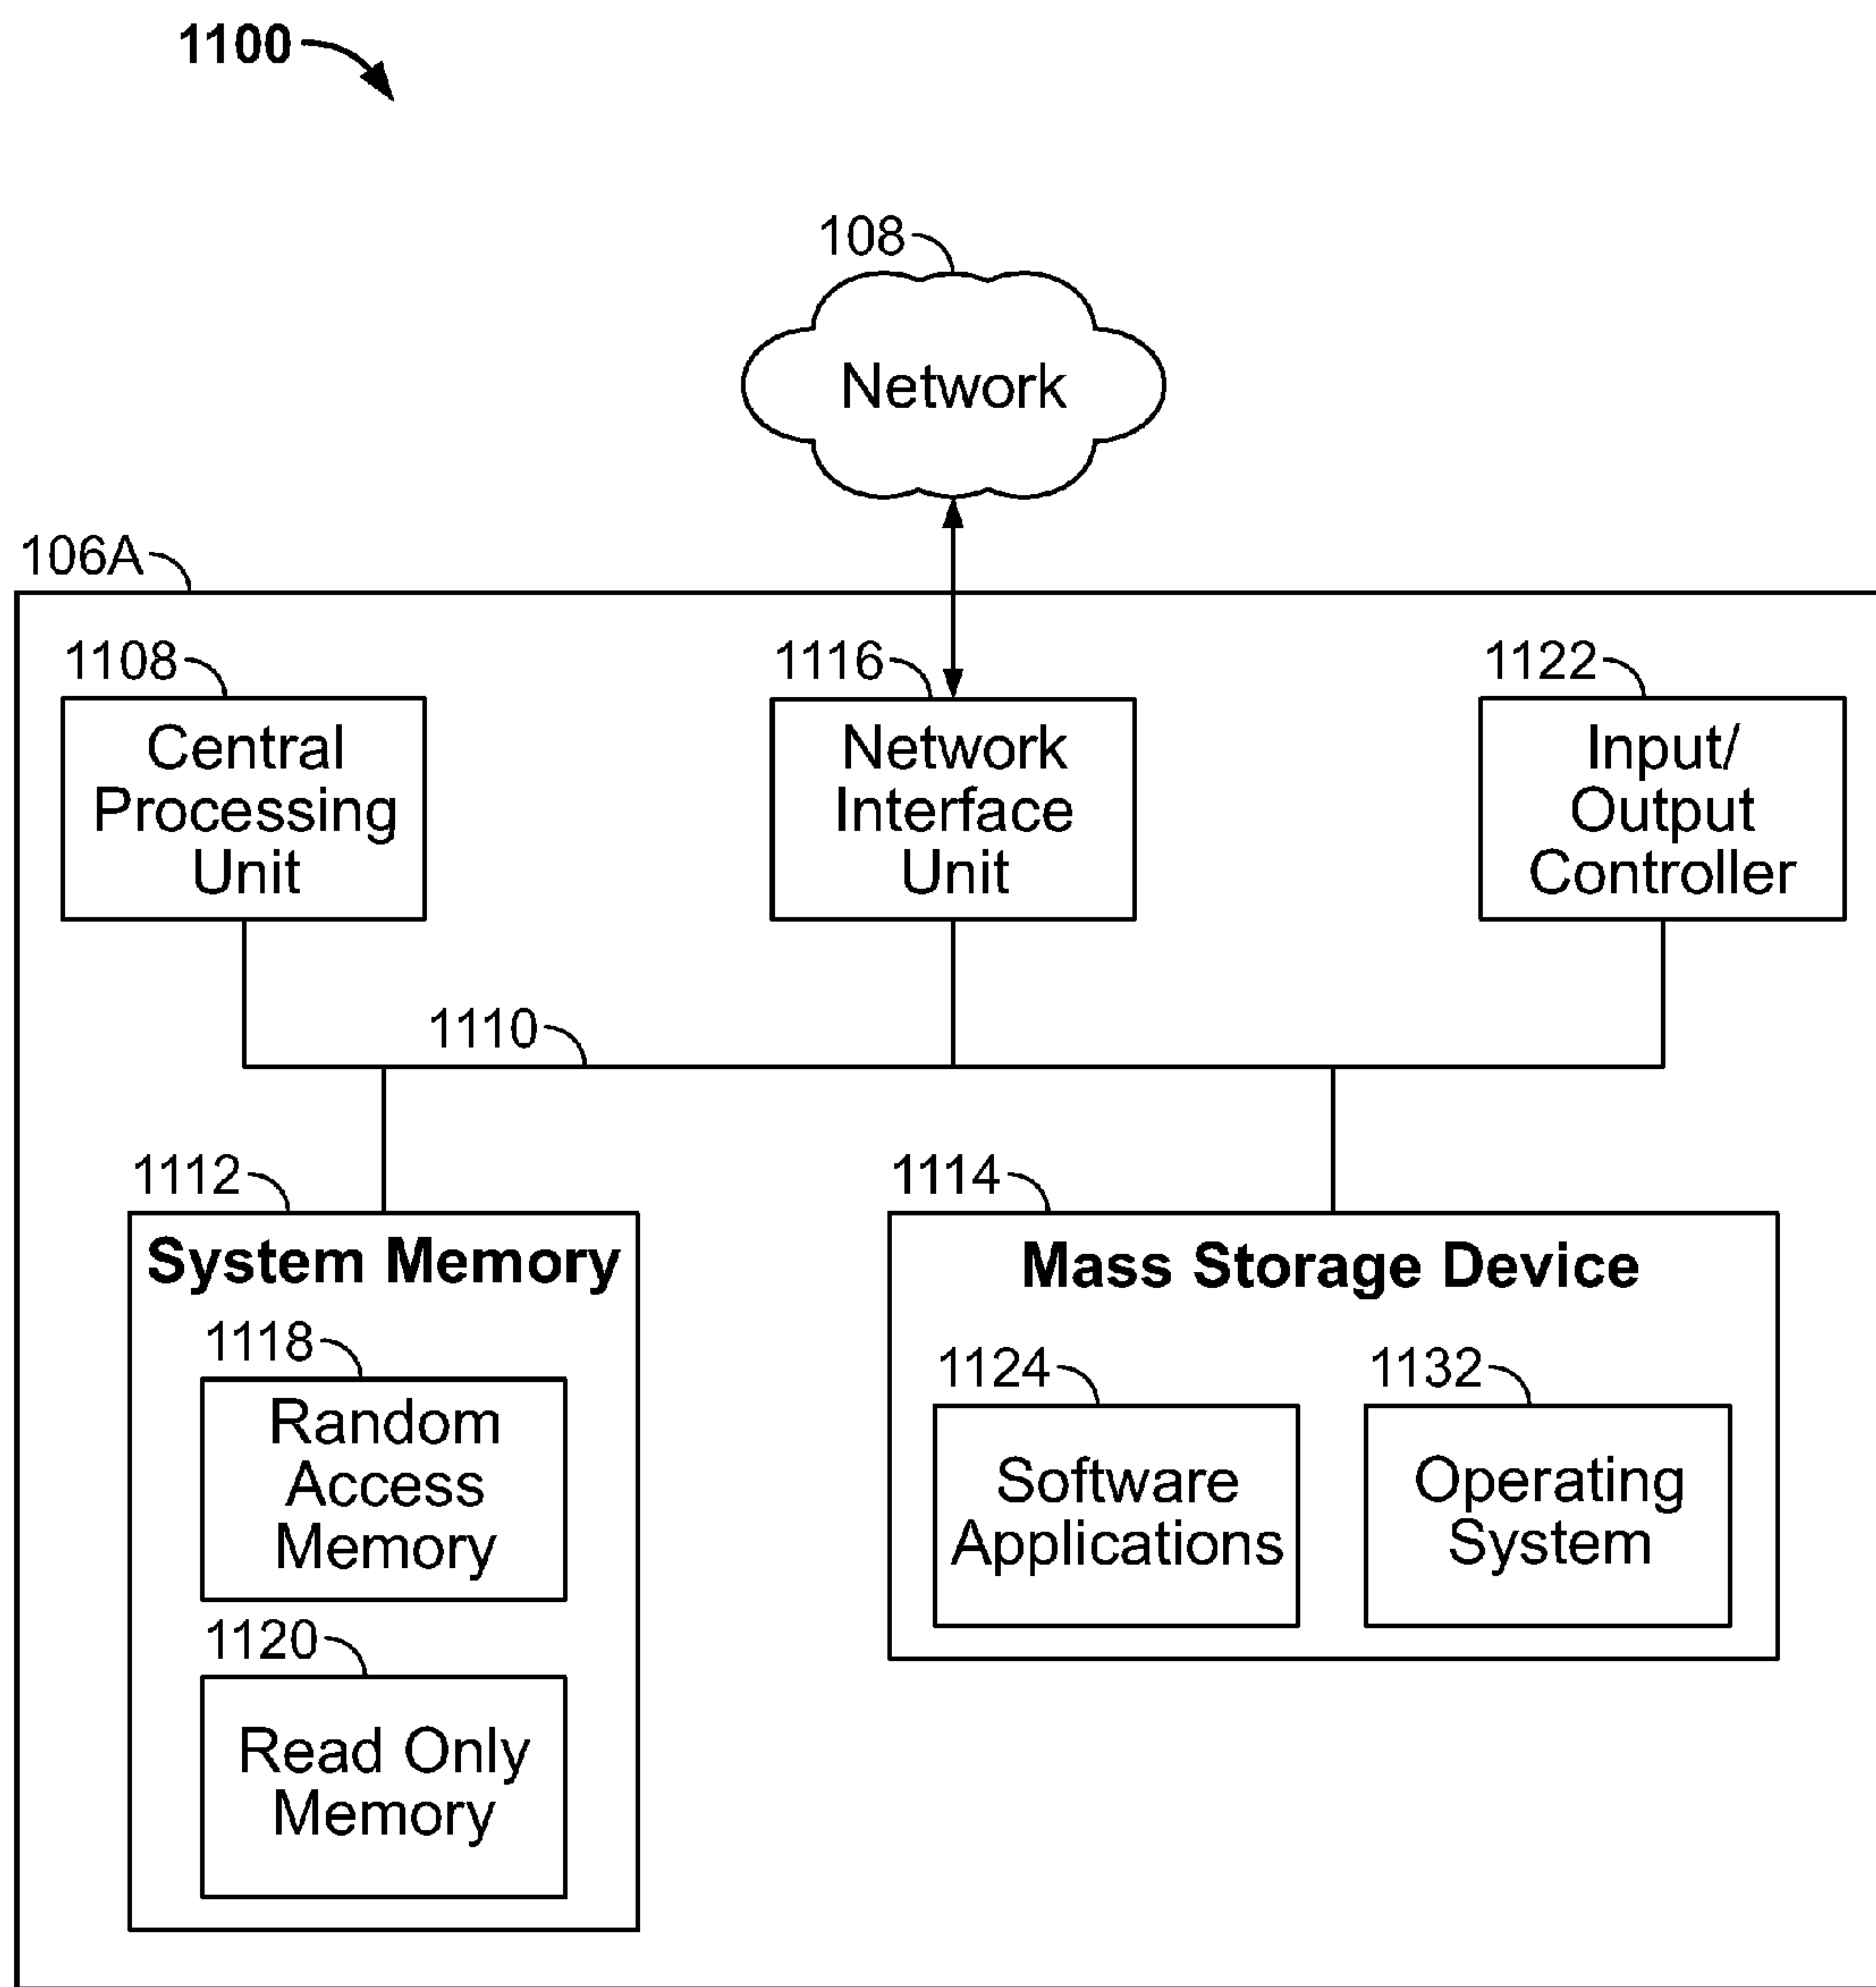 1100
108
Network
106A
1108
Central
Processing
Unit
1116
Network
Interface
Unit
1122
Input/
Output
Controller
1110
1112
System Memory
1118
Random
Access
Memory
1120
Read Only
Memory
1114
Mass Storage Device
1124
Software
Applications
1132
Operating
System